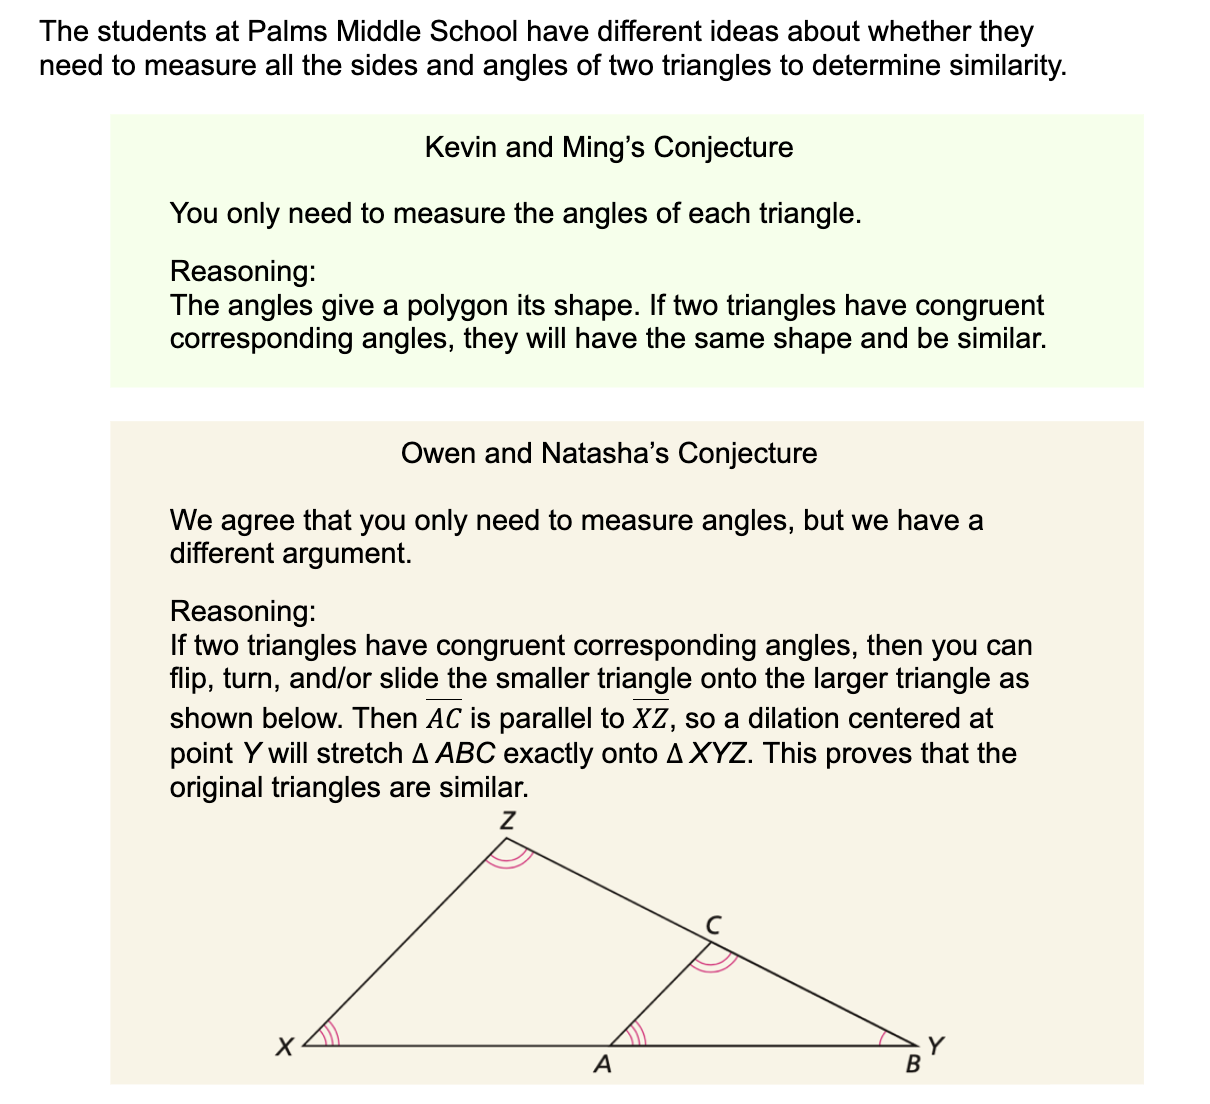 The students at Palms Middle School have different ideas about whether they
need to measure all the sides and angles of two triangles to determine similarity.
Kevin and Ming's Conjecture
You only need to measure the angles of each triangle.
Reasoning:
The angles give a polygon its shape. If two triangles have congruent
corresponding angles, they will have the same shape and be similar.
Owen and Natasha's Conjecture
We agree that you only need to measure angles, but we have a
different argument.
Reasoning:
If two triangles have congruent corresponding angles, then you can
flip, turn, and/or slide the smaller triangle onto the larger triangle as
shown below. Then A̅C̅ is parallel to X̅Z̅, so a dilation centered at
point Y will stretch Δ ABC exactly onto Δ XYZ. This proves that the
original triangles are similar.
Z
C
X
Y
A
B